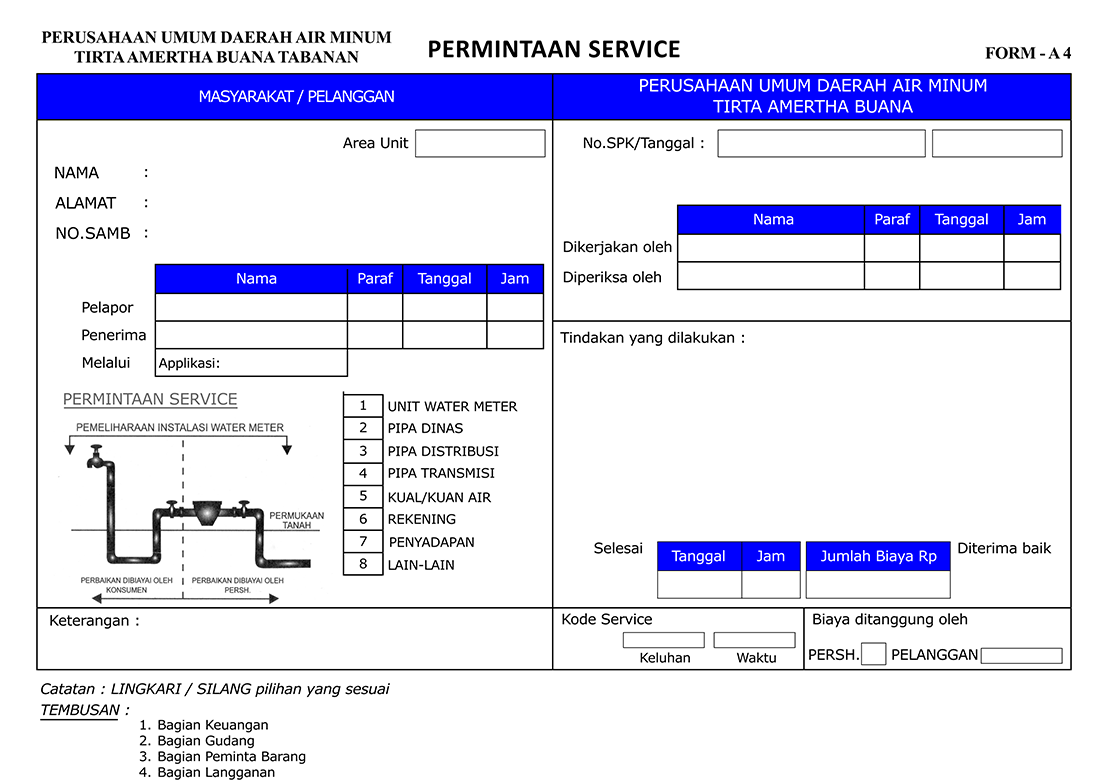 PERUSAHAAN UMUM DAERAH AIR MINUM
TIRTA AMERTHA BUANA TABANAN
PERMINTAAN SERVICE
FORM - A 4
MASYARAKAT / PELANGGAN
Area Unit
NAMA :
ALAMAT :
NO.SAMB :
Nama Paraf Tanggal Jam
Pelapor
Penerima
Melalui Applikasi:
PERMINTAAN SERVICE
PEMELIHARAAN INSTALASI WATER METER
PERMUKAAN
TANAH
PERBAIKAN DIBIAYAI OLEH
KONSUMEN
PERBAIKAN DIBIAYAI OLEH
PERSH.
1 UNIT WATER METER
2 PIPA DINAS
3 PIPA DISTRIBUSI
4 PIPA TRANSMISI
5 KUAL/KUAN AIR
6 REKENING
7 PENYADAPAN
8 LAIN-LAIN
Keterangan :
PERUSAHAAN UMUM DAERAH AIR MINUM
TIRTA AMERTHA BUANA
No.SPK/Tanggal :
Nama Paraf Tanggal Jam
Dikerjakan oleh
Diperiksa oleh
Tindakan yang dilakukan :
Selesai Tanggal Jam Jumlah Biaya Rp Diterima baik
Kode Service
Keluhan Waktu
Biaya ditanggung oleh
PERSH. PELANGGAN
Catatan : LINGKARI / SILANG pilihan yang sesuai
TEMBUSAN :
1. Bagian Keuangan
2. Bagian Gudang
3. Bagian Peminta Barang
4. Bagian Langganan